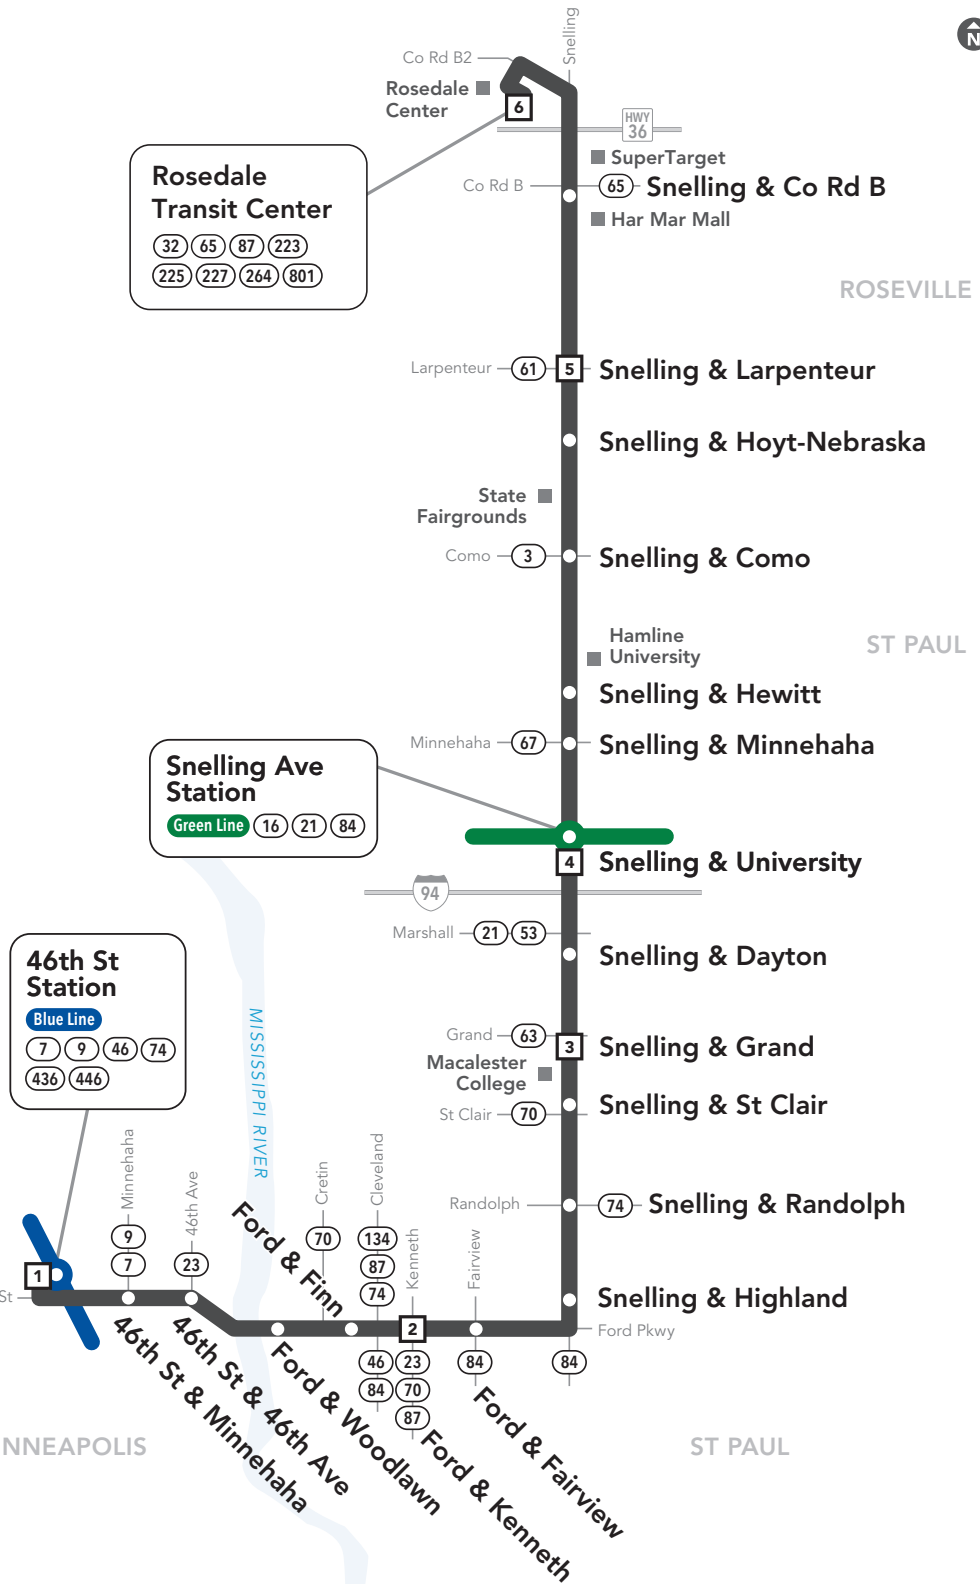 Snelling
N
Co Rd B2
Rosedale
Center
6
HWY
36
SuperTarget
Rosedale
Transit Center
32 65 87 223
225 227 264 801
Co Rd B
65 Snelling & Co Rd B
Har Mar Mall
ROSEVILLE
Larpenteur 61 5 Snelling & Larpenteur
Snelling & Hoyt-Nebraska
State
Fairgrounds
Como 3 Snelling & Como
Hamline
University
ST PAUL
Snelling & Hewitt
Minnehaha 67 Snelling & Minnehaha
Snelling Ave
Station
Green Line 16 21 84
4 Snelling & University
94
Marshall 21 53
Snelling & Dayton
46th St
Station
Blue Line
7 9 46 74
436 446
MISSISSIPPI RIVER
Grand 63 3 Snelling & Grand
Macalester
College
Snelling & St Clair
St Clair 70
Randolph 74 Snelling & Randolph
Minnehaha
9
7
46th Ave
23
Ford & Finn
Cretin
70
Cleveland
134
87
74
Kenneth
Fairview
Snelling & Highland
1
St
2
Ford Pkwy
46
84
23
70
87
84
84
46th St & Minnehaha
46th St & 46th Ave
Ford & Woodlawn
Ford & Kenneth
Ford & Fairview
NNEAPOLIS
ST PAUL